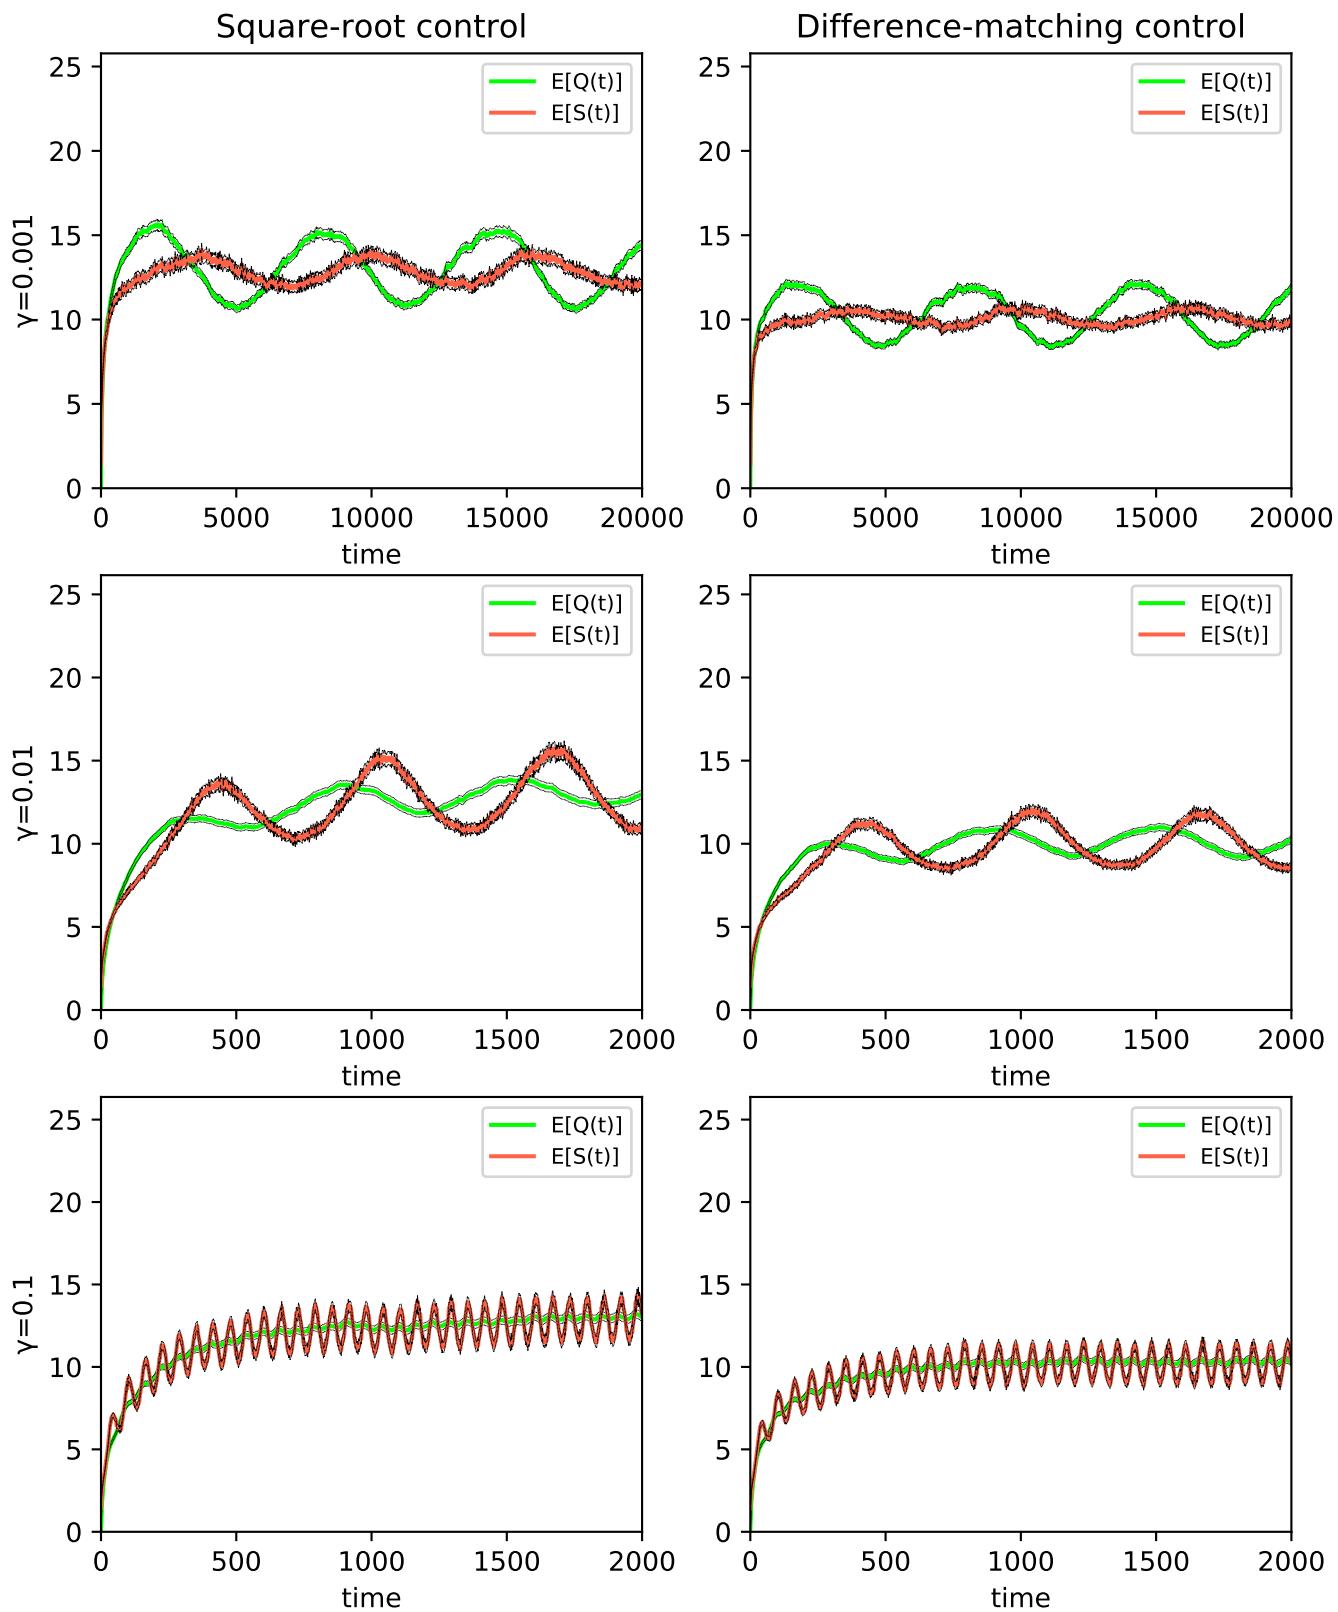 Square-root control
Difference-matching control
γ=0.001
25
20
15
10
5
0
E[Q(t)]
E[S(t)]
0 5000 10000 15000 20000
time
25
20
15
10
5
0
E[Q(t)]
E[S(t)]
0 5000 10000 15000 20000
time
γ=0.01
25
20
15
10
5
0
E[Q(t)]
E[S(t)]
0 500 1000 1500 2000
time
25
20
15
10
5
0
E[Q(t)]
E[S(t)]
0 500 1000 1500 2000
time
γ=0.1
25
20
15
10
5
0
E[Q(t)]
E[S(t)]
0 500 1000 1500 2000
time
25
20
15
10
5
0
E[Q(t)]
E[S(t)]
0 500 1000 1500 2000
time